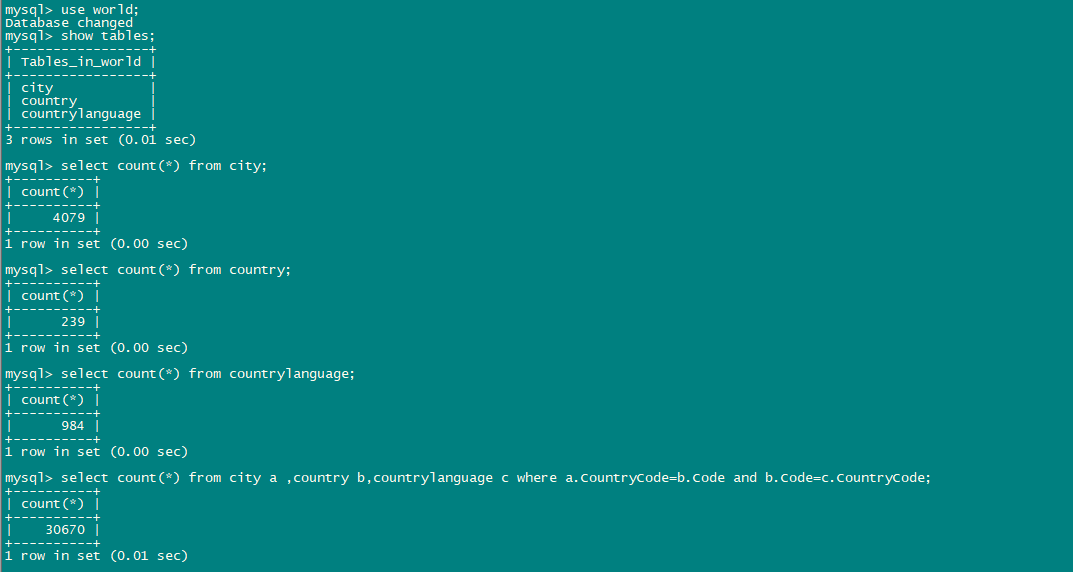 mysql> use world;
Database changed
mysql> show tables;
+-----------------+
| Tables_in_world |
+-----------------+
| city            |
| country         |
| countrylanguage |
+-----------------+
3 rows in set (0.01 sec)

mysql> select count(*) from city;
+----------+
| count(*) |
+----------+
|     4079 |
+----------+
1 row in set (0.00 sec)

mysql> select count(*) from country;
+----------+
| count(*) |
+----------+
|      239 |
+----------+
1 row in set (0.00 sec)

mysql> select count(*) from countrylanguage;
+----------+
| count(*) |
+----------+
|      984 |
+----------+
1 row in set (0.00 sec)

mysql> select count(*) from city a ,country b,countrylanguage c where a.CountryCode=b.Code and b.Code=c.CountryCode;
+----------+
| count(*) |
+----------+
|    30670 |
+----------+
1 row in set (0.01 sec)